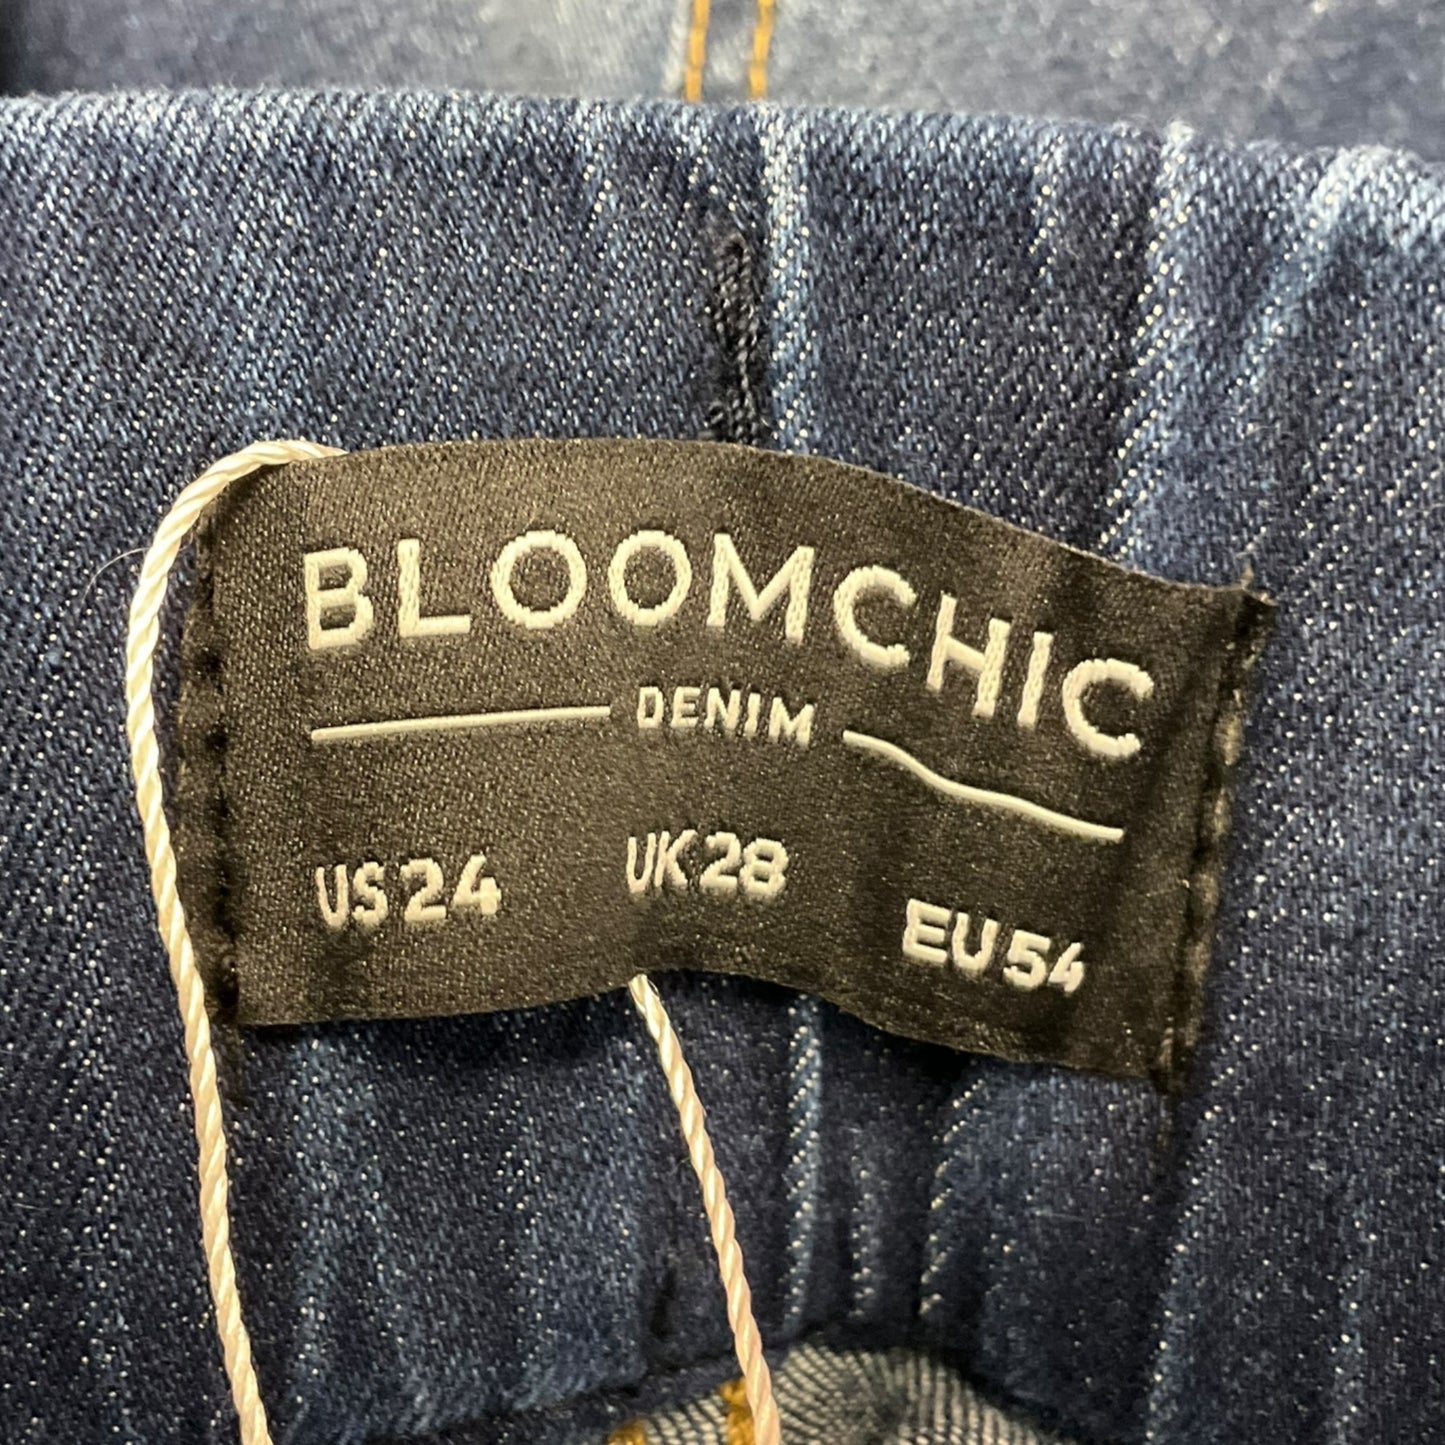 BLOOMCHIC
DENIM
US 24 UK 28 EU 54